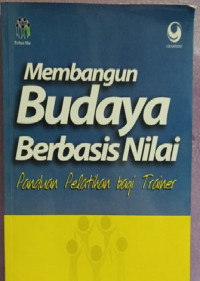 Membangun
Budaya
Berbasis Nilai
Panduan Pelatihan bagi Trainer